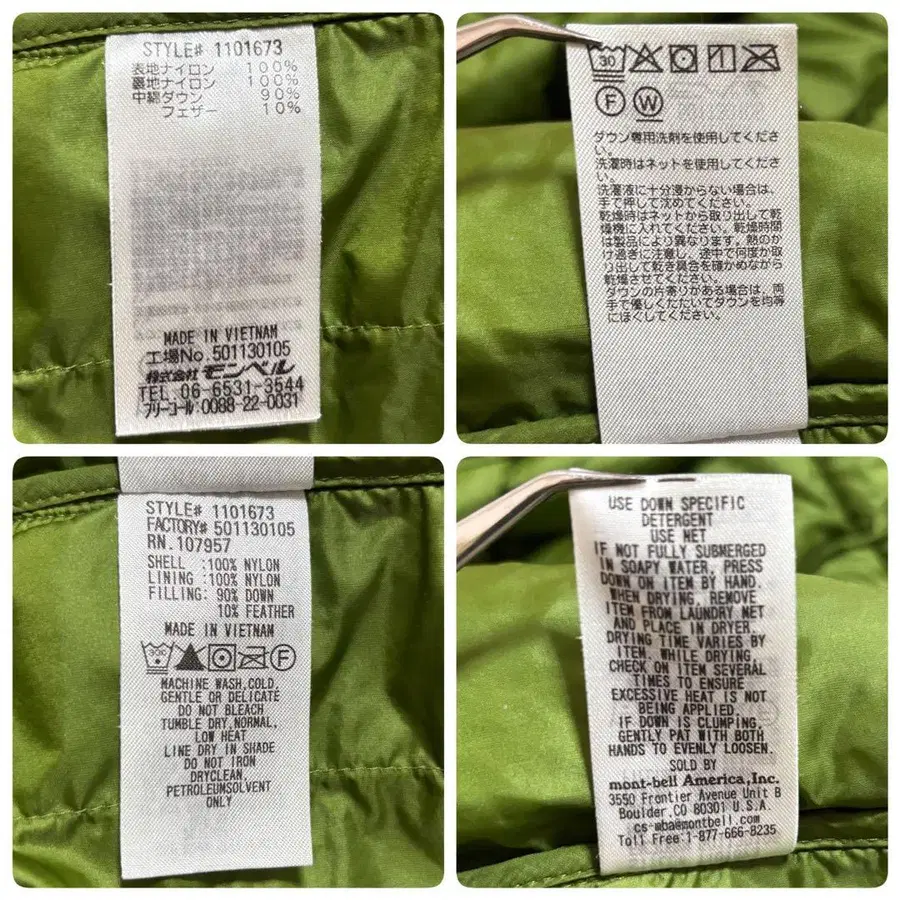 STYLE# 1101673
表地ナイロン 100%
裏地ナイロン 100%
中綿ダウン 90%
フェザー 10%
MADE IN VIETNAM
工場No.501130105
株式会社モンベル
TEL 06-6531-3544
フリーコール:0088-22-0031
30
F W
ダウン専用洗剤を使用してくださ
い。
洗濯時はネットを使用してくださ
い。
洗濯液に十分浸からない場合は、
手で押して沈めてください。
乾燥時はネットから取り出して乾
燥機に入れてください。乾燥時間
は製品により異なります。熱のか
け過ぎに注意し、途中で何度か取
り出して乾き具合を確かめながら
乾燥させてください。
ダウンの片寄りがある場合は、両
手で優しくたたいてダウンを均等
にほぐしてください。
STYLE# 1101673
FACTORY# 501130105
RN. 107957
SHELL :100% NYLON
LINING :100% NYLON
FILLING: 90% DOWN
10% FEATHER
MADE IN VIETNAM
30C F
MACHINE WASH,COLD,
GENTLE OR DELICATE
DO NOT BLEACH
TUMBLE DRY,NORMAL,
LOW HEAT
LINE DRY IN SHADE
DO NOT IRON
DRYCLEAN,
PETROLEUMSOLVENT
ONLY
USE DOWN SPECIFIC
DETERGENT
USE NET
IF NOT FULLY SUBMERGED
IN SOAPY WATER, PRESS
DOWN ON ITEM BY HAND.
WHEN DRYING, REMOVE
ITEM FROM LAUNDRY NET
AND PLACE IN DRYER.
DRYING TIME VARIES BY
ITEM. WHILE DRYING,
CHECK ON ITEM SEVERAL
TIMES TO ENSURE
EXCESSIVE HEAT IS NOT
BEING APPLIED.
IF DOWN IS CLUMPING,
GENTLY PAT WITH BOTH
HANDS TO EVENLY LOOSEN.
SOLD BY
mont-bell America, Inc.
3550 Frontier Avenue Unit B
Boulder,CO 80301 U.S.A.
cs-mba@montbell.com
Toll Free:1-877-666-8235